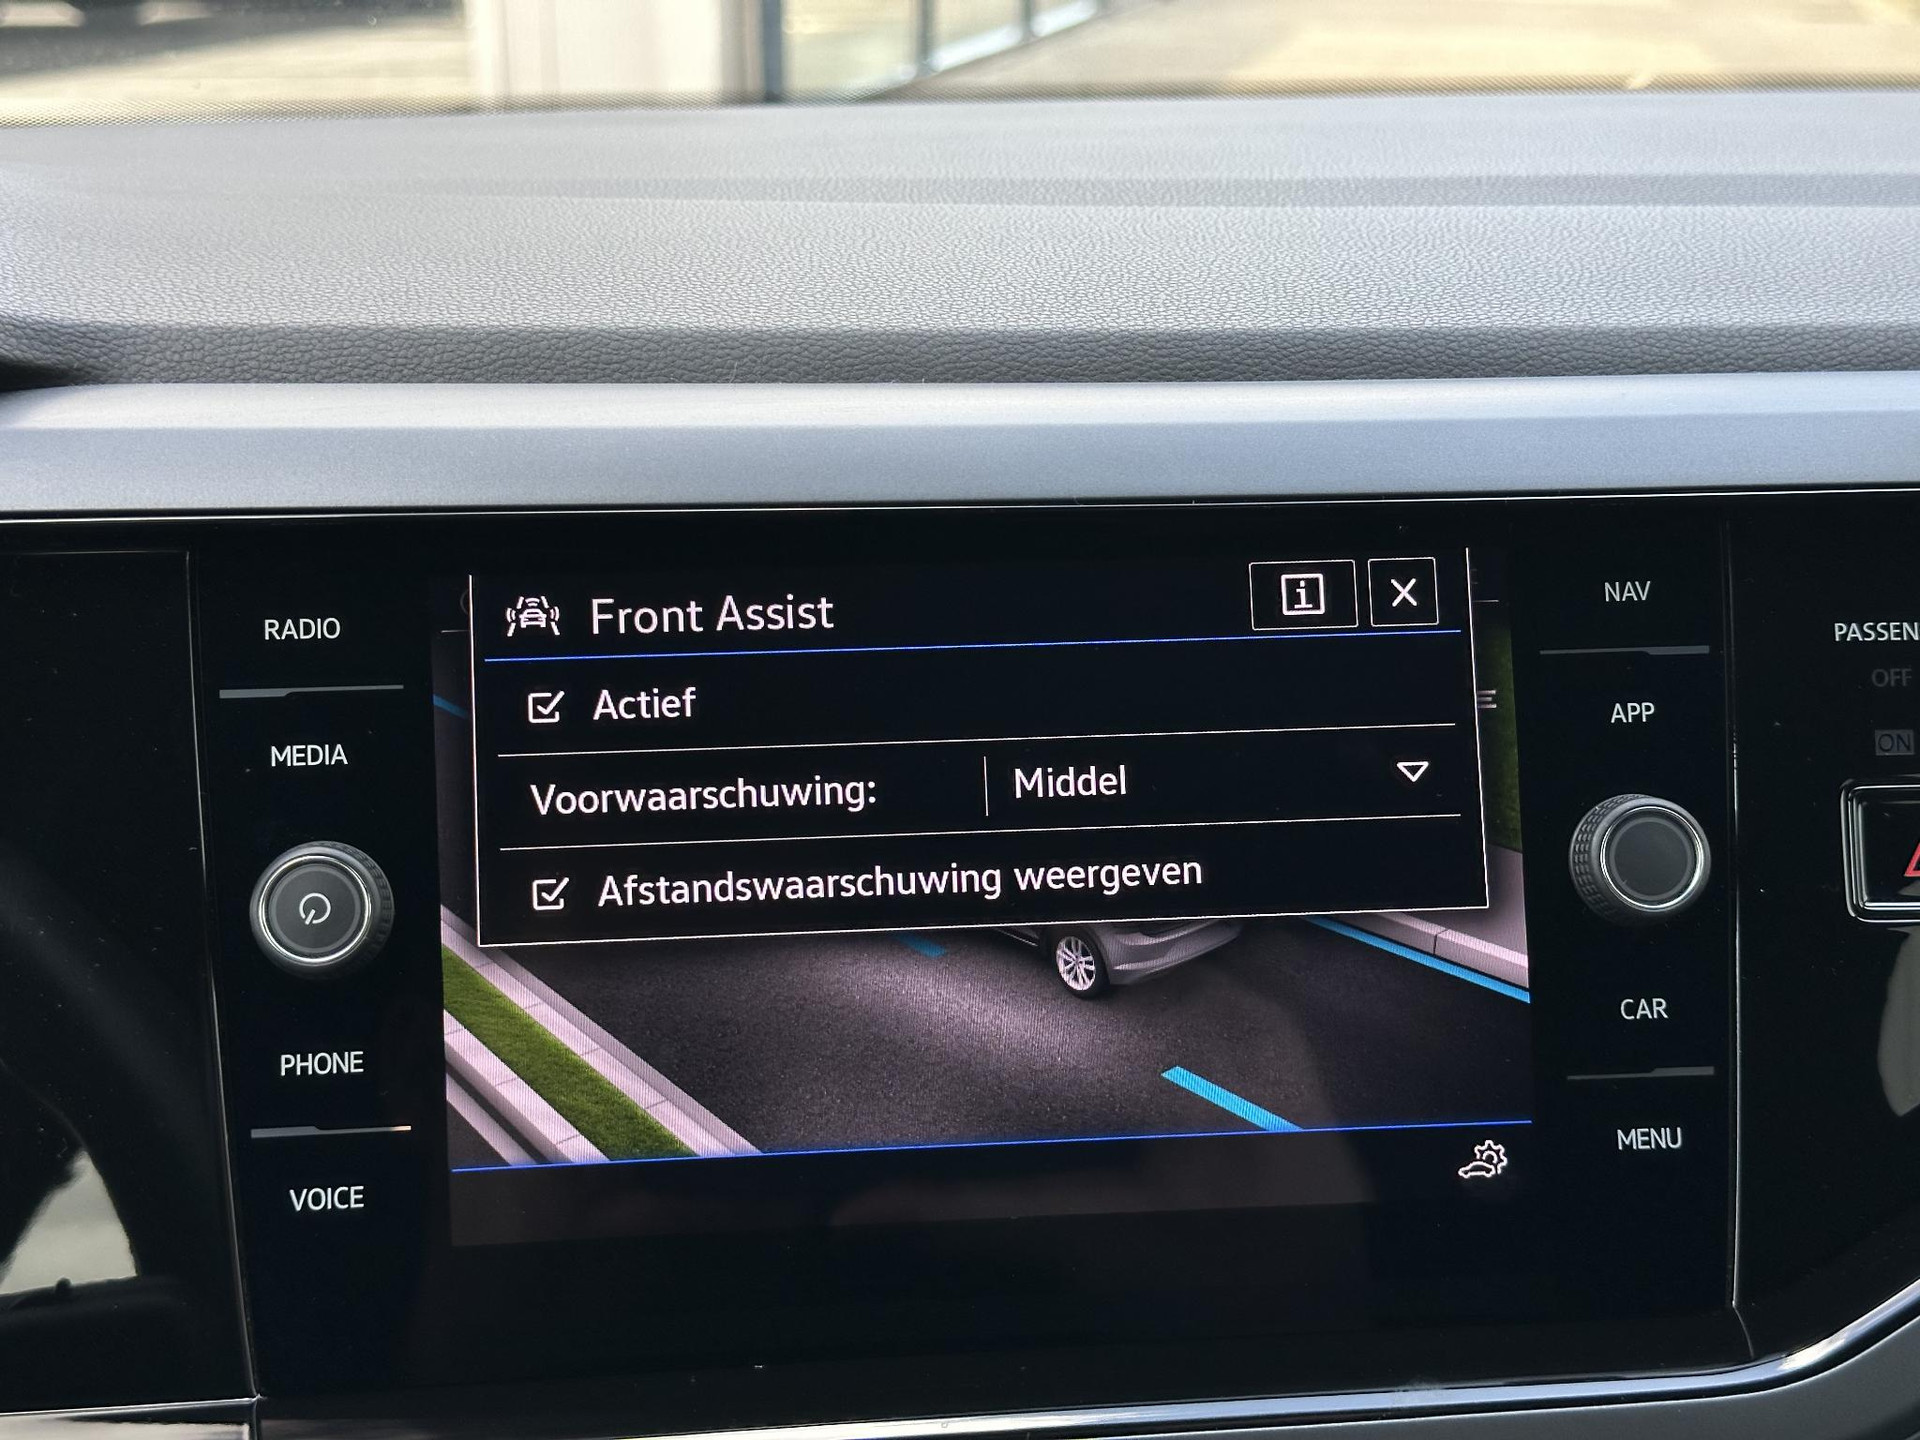 RADIO
MEDIA
PHONE
VOICE
Front Assist
i
X
Actief
Voorwaarschuwing: Middel
Afstandswaarschuwing weergeven
NAV
APP
CAR
MENU
PASSEN
OFF
ON